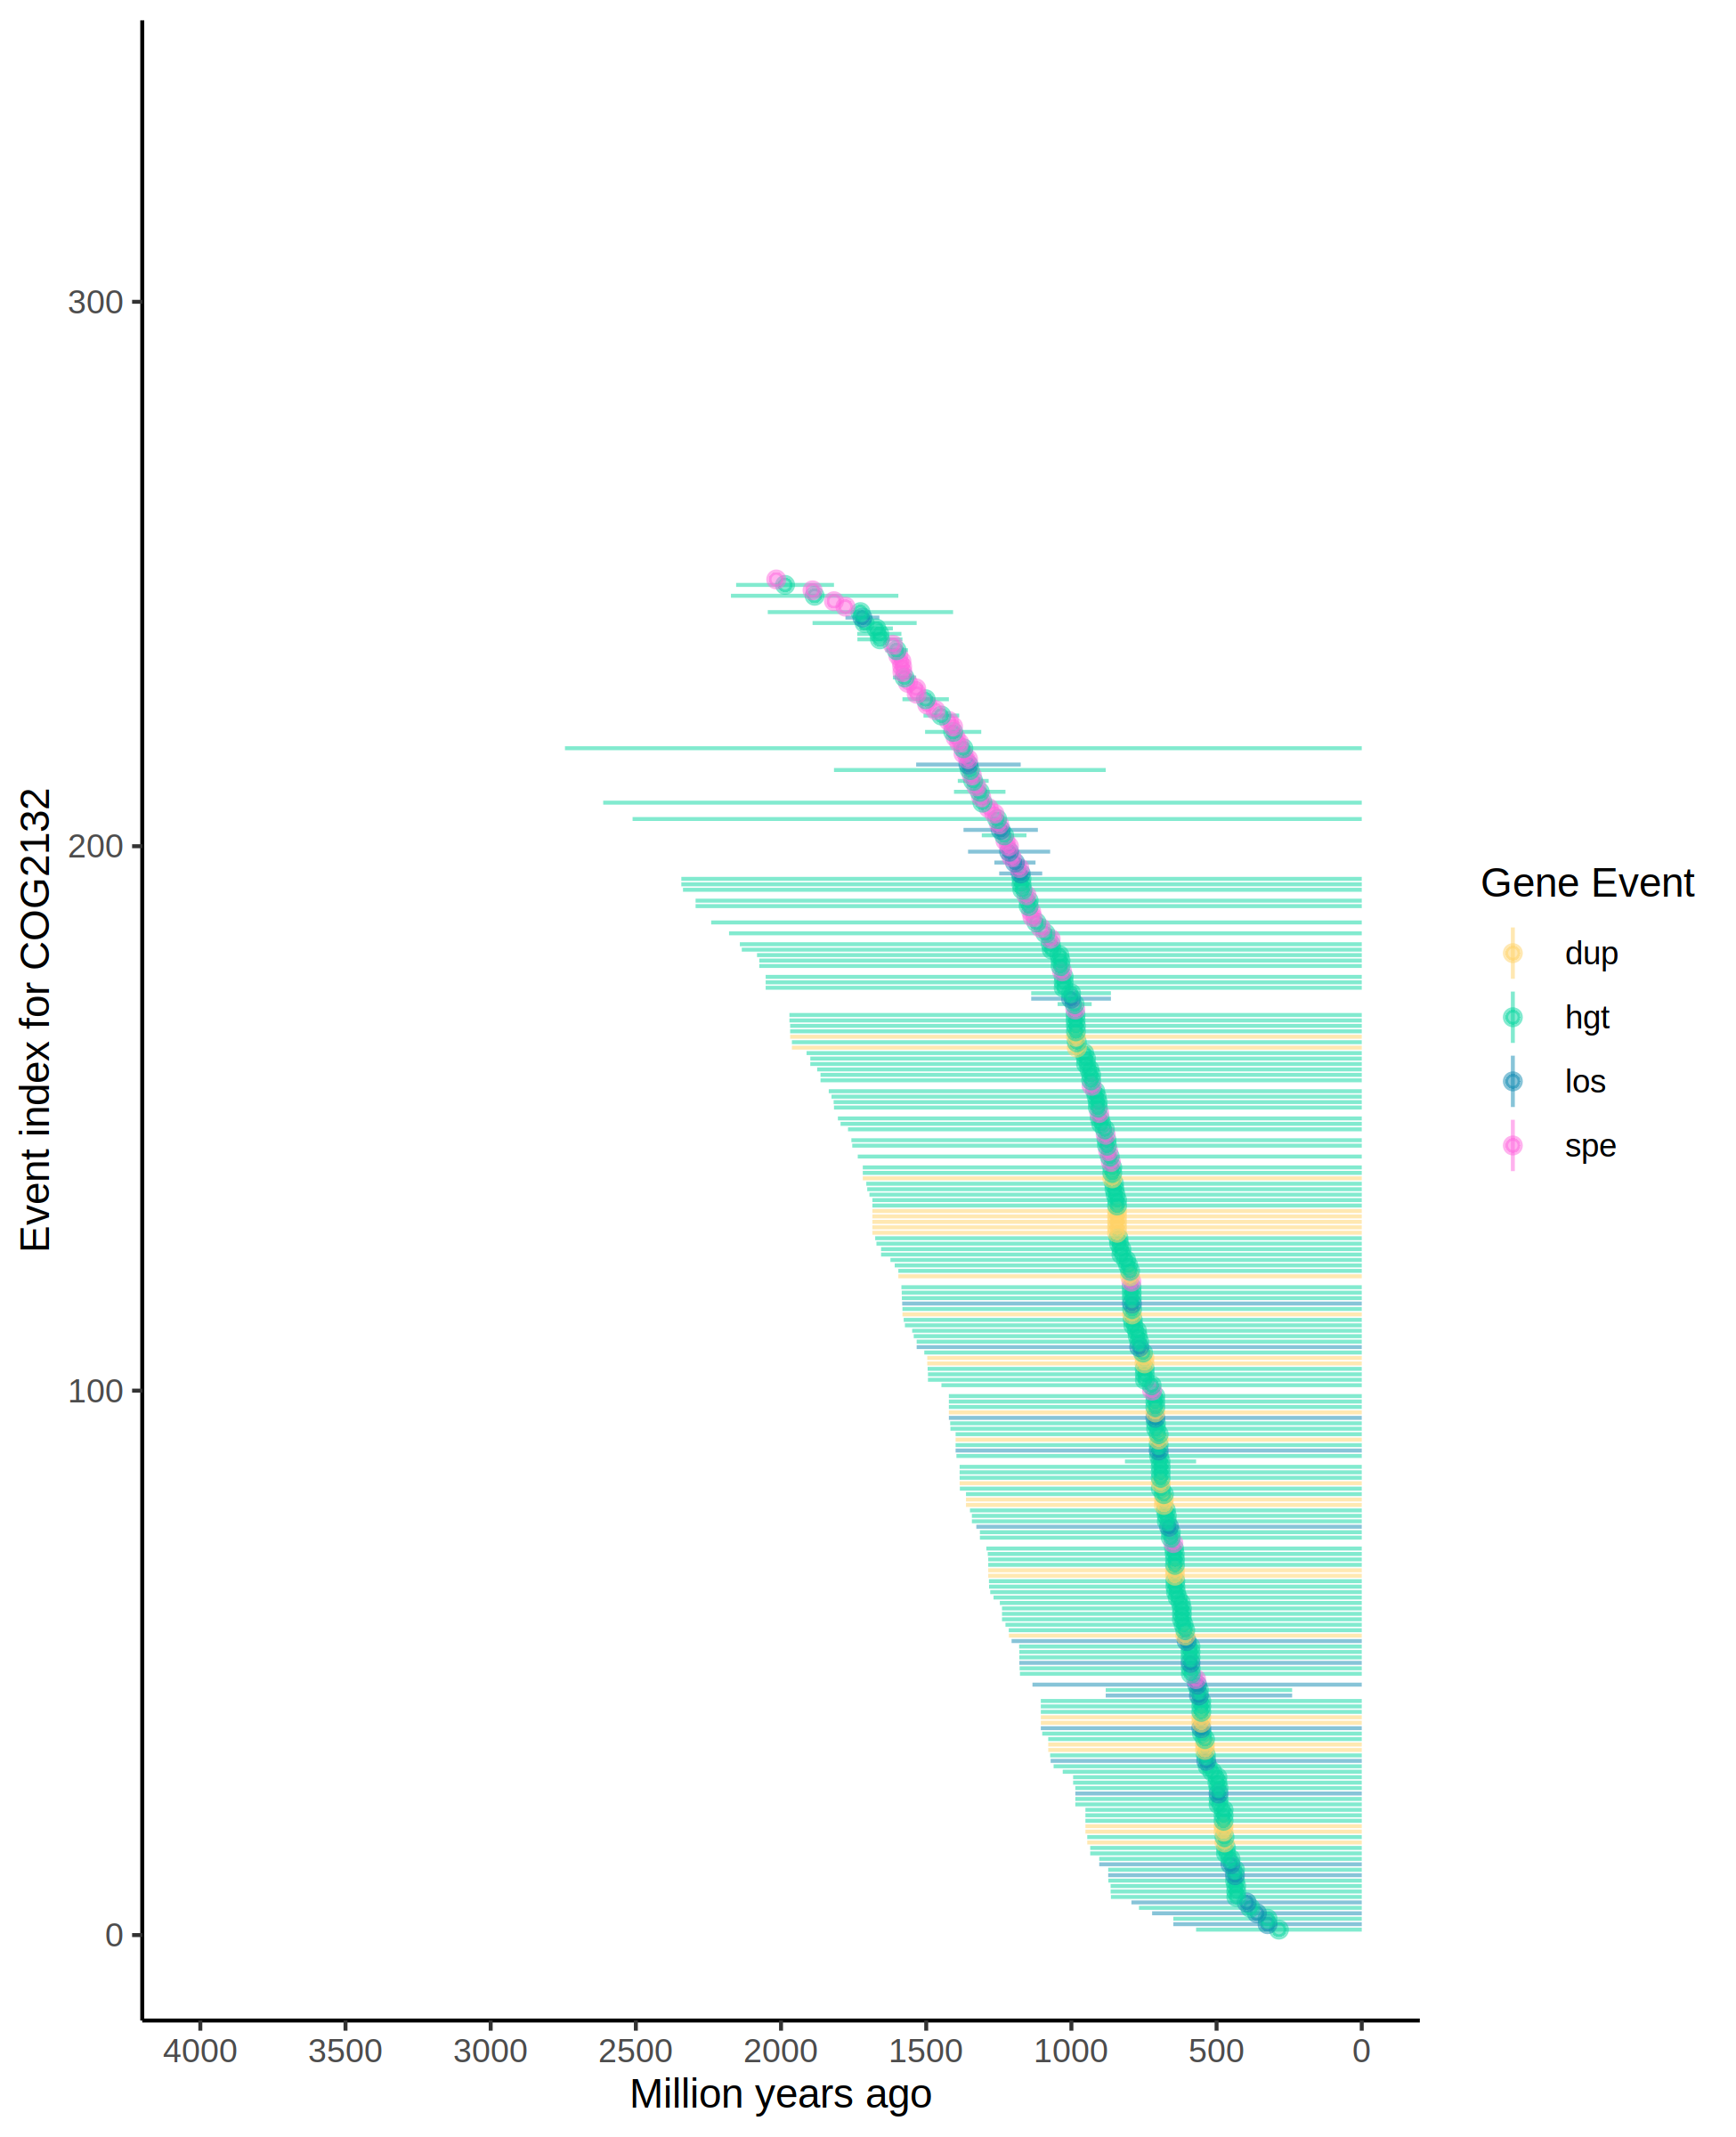 Event index for COG2132
300
200
100
0
4000 3500 3000 2500 2000 1500 1000 500 0
Million years ago
Gene Event
dup
hgt
los
spe